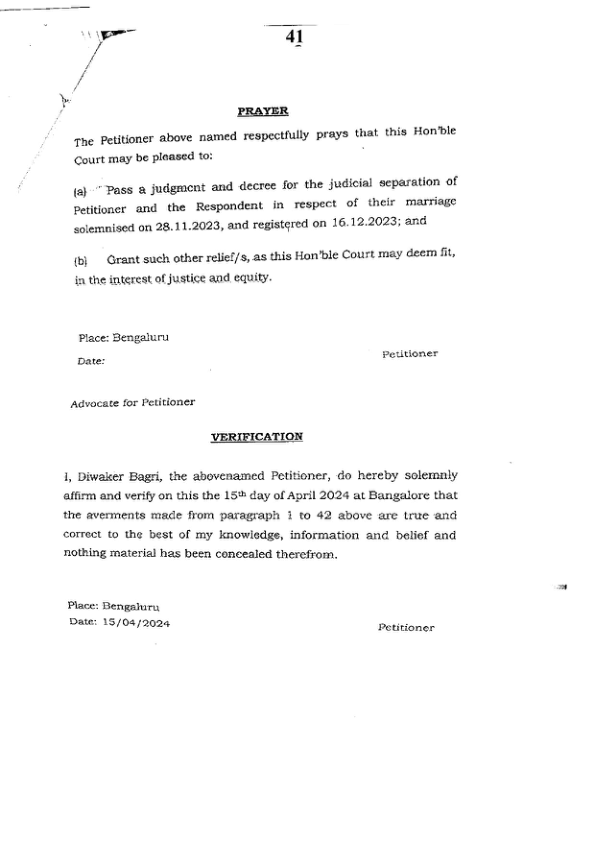 41
PRAYER
The Petitioner above named respectfully prays that this Hon'ble
Court may be pleased to:
(a) Pass a judgment and decree for the judicial separation of
Petitioner and the Respondent in respect of their marriage
solemnised on 28.11.2023, and registered on 16.12.2023; and
(b) Grant such other relief/s, as this Hon'ble Court may deem fit,
in the interest of justice and equity.
Place: Bengaluru
Date:
Petitioner
Advocate for Petitioner
VERIFICATION
I, Diwaker Bagri, the abovenamed Petitioner, do hereby solemnly
affirm and verify on this the 15th day of April 2024 at Bangalore that
the averments made from paragraph 1 to 42 above are true and
correct to the best of my knowledge, information and belief and
nothing material has been concealed therefrom.
Place: Bengaluru
Date: 15/04/2024
Petitioner